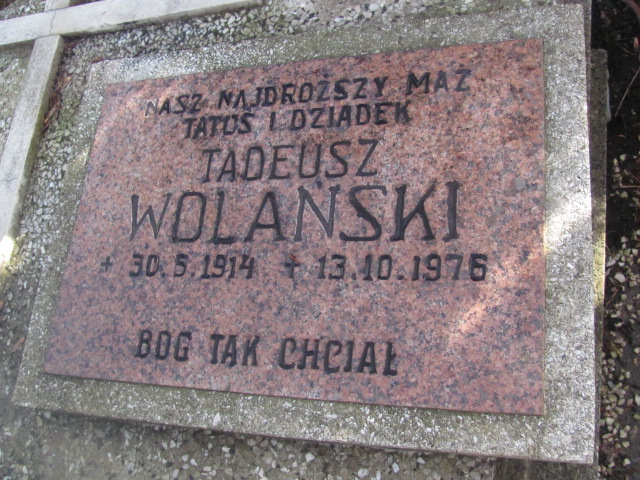 NASZ NAJDROŻSZY MĄŻ
TATUŚ I DZIADEK
TADEUSZ
WOLAŃSKI
+ 30.5.1914 + 13.10.1976
BÓG TAK CHCIAŁ